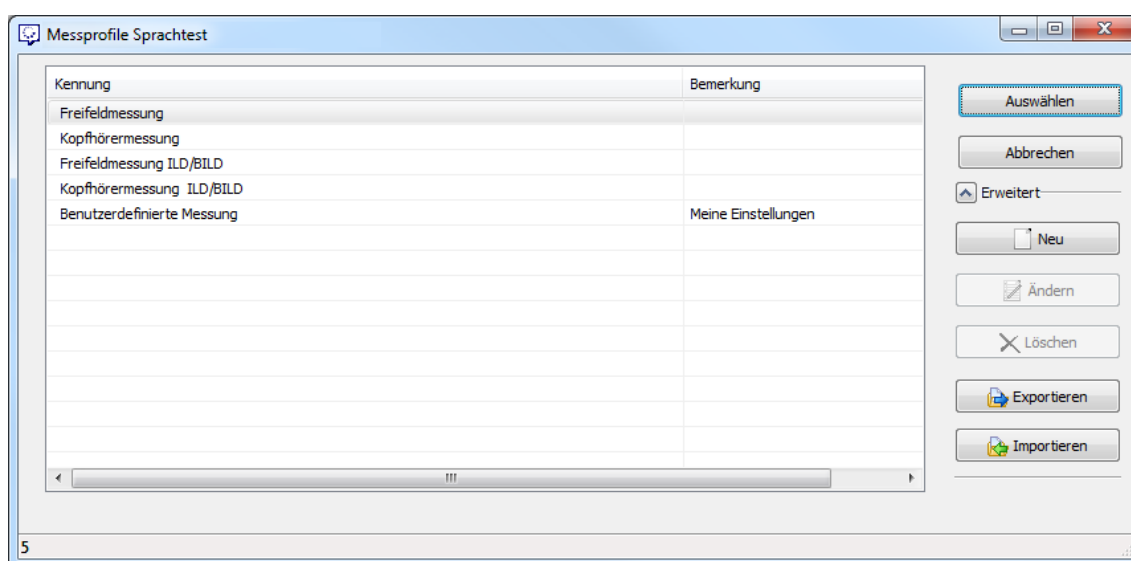 Messprofile Sprachtest
Kennung Bemerkung
Freifeldmessung
Kopfhörermessung
Freifeldmessung ILD/BILD
Kopfhörermessung ILD/BILD
Benutzerdefinierte Messung Meine Einstellungen
Auswählen
Abbrechen
Erweitert
Neu
Ändern
Löschen
Exportieren
Importieren
5